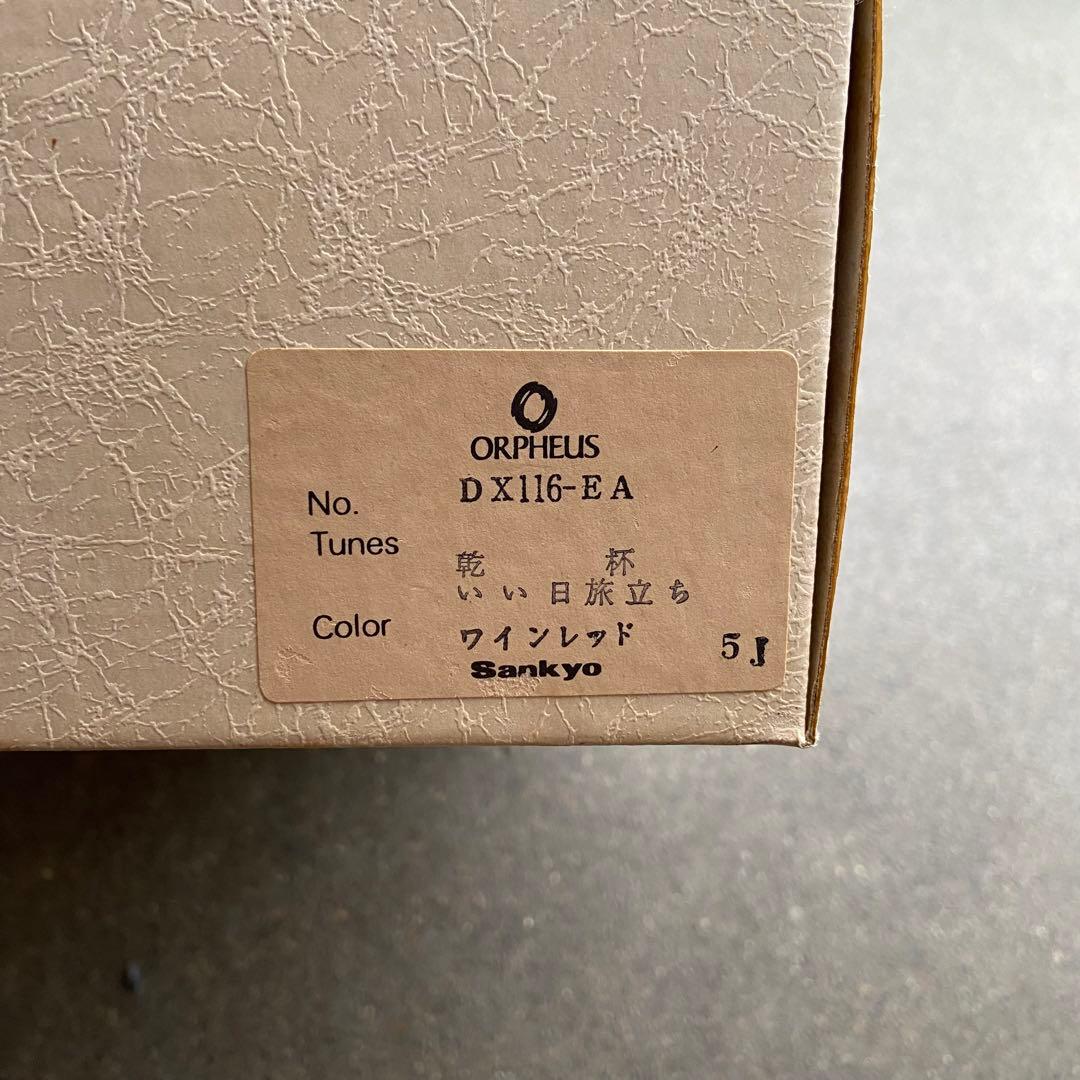 ORPHEUS
No. DX116-EA
Tunes
乾杯
いい日旅立ち
Color ワインレッド
5J
Sankyo